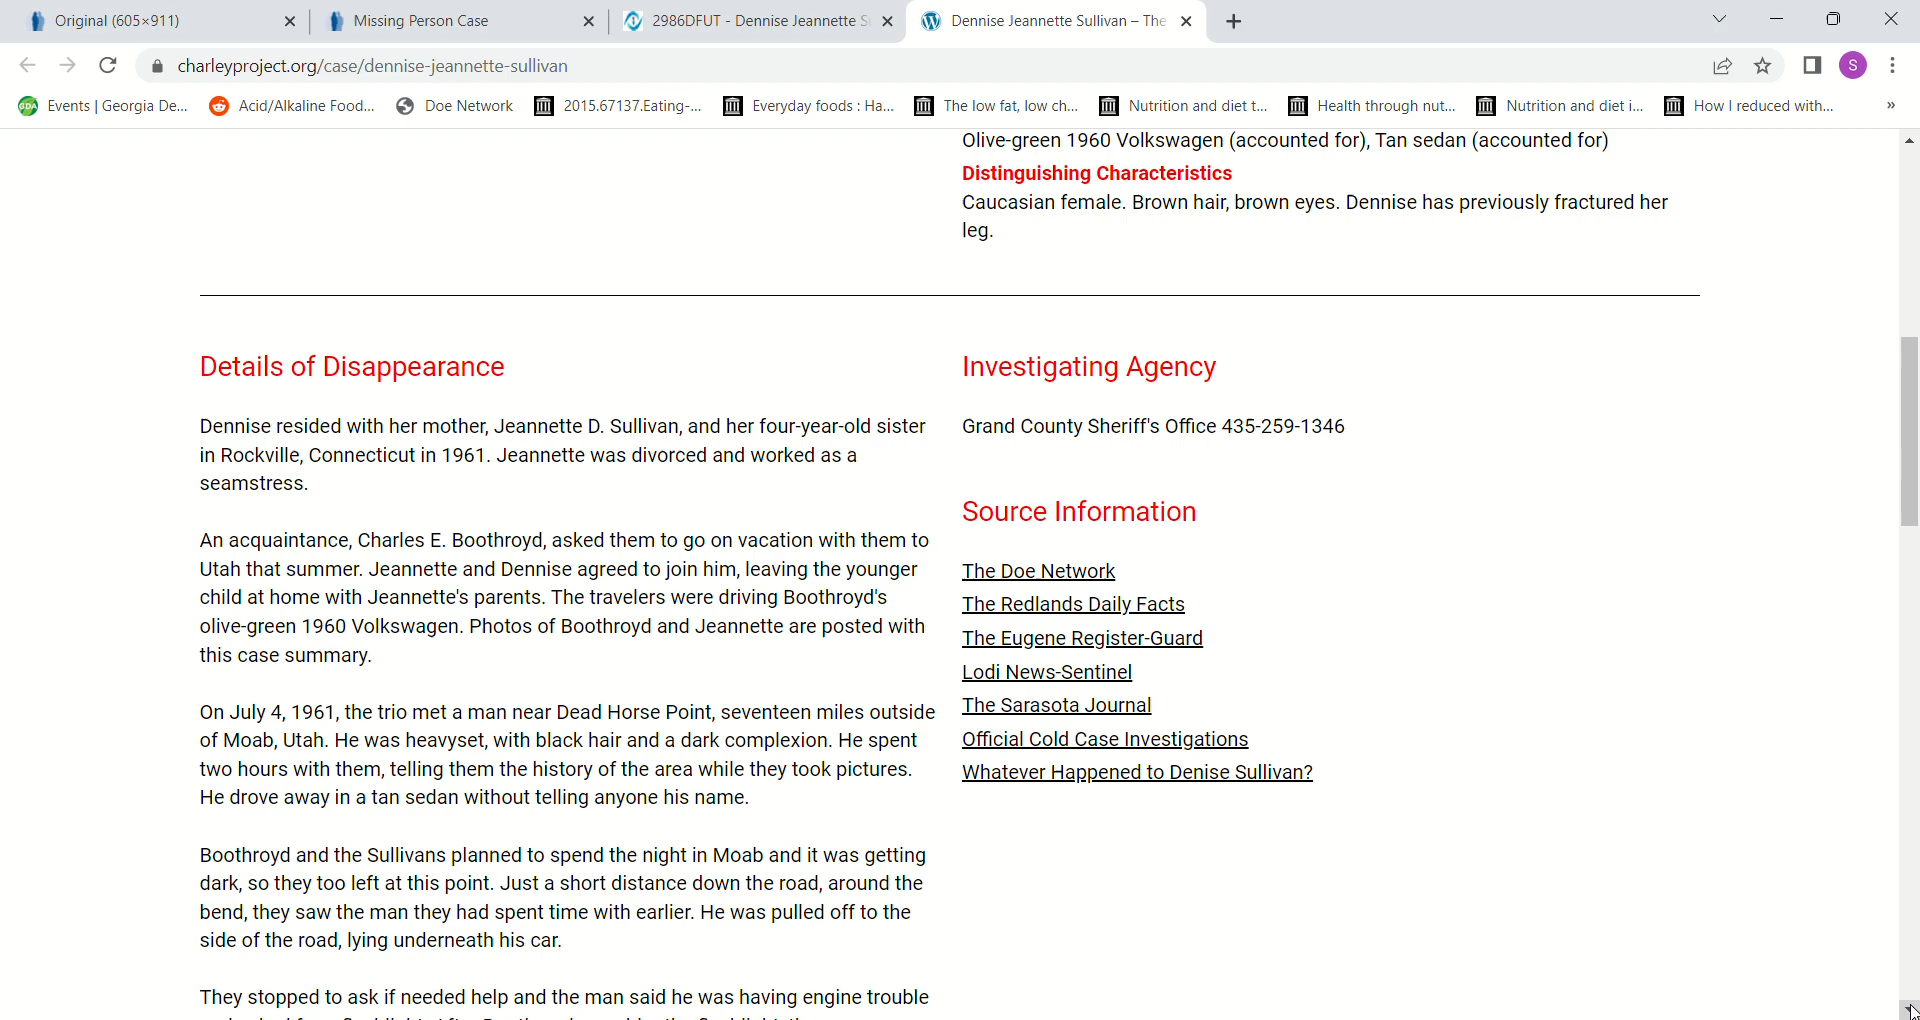 Original (605×911)
Missing Person Case
2986DFUT - Dennise Jeannette S
Dennise Jeannette Sullivan – The
charleyproject.org/case/dennise-jeannette-sullivan
S
GDA Events | Georgia De...
Acid/Alkaline Food...
Doe Network
2015.67137.Eating-...
Everyday foods : Ha...
The low fat, low ch...
Nutrition and diet t...
Health through nut...
Nutrition and diet i...
How I reduced with...
»
Olive-green 1960 Volkswagen (accounted for), Tan sedan (accounted for)
Distinguishing Characteristics
Caucasian female. Brown hair, brown eyes. Dennise has previously fractured her
leg.
Details of Disappearance
Dennise resided with her mother, Jeannette D. Sullivan, and her four-year-old sister
in Rockville, Connecticut in 1961. Jeannette was divorced and worked as a
seamstress.
An acquaintance, Charles E. Boothroyd, asked them to go on vacation with them to
Utah that summer. Jeannette and Dennise agreed to join him, leaving the younger
child at home with Jeannette's parents. The travelers were driving Boothroyd's
olive-green 1960 Volkswagen. Photos of Boothroyd and Jeannette are posted with
this case summary.
On July 4, 1961, the trio met a man near Dead Horse Point, seventeen miles outside
of Moab, Utah. He was heavyset, with black hair and a dark complexion. He spent
two hours with them, telling them the history of the area while they took pictures.
He drove away in a tan sedan without telling anyone his name.
Boothroyd and the Sullivans planned to spend the night in Moab and it was getting
dark, so they too left at this point. Just a short distance down the road, around the
bend, they saw the man they had spent time with earlier. He was pulled off to the
side of the road, lying underneath his car.
They stopped to ask if needed help and the man said he was having engine trouble
Investigating Agency
Grand County Sheriff's Office 435-259-1346
Source Information
The Doe Network
The Redlands Daily Facts
The Eugene Register-Guard
Lodi News-Sentinel
The Sarasota Journal
Official Cold Case Investigations
Whatever Happened to Denise Sullivan?